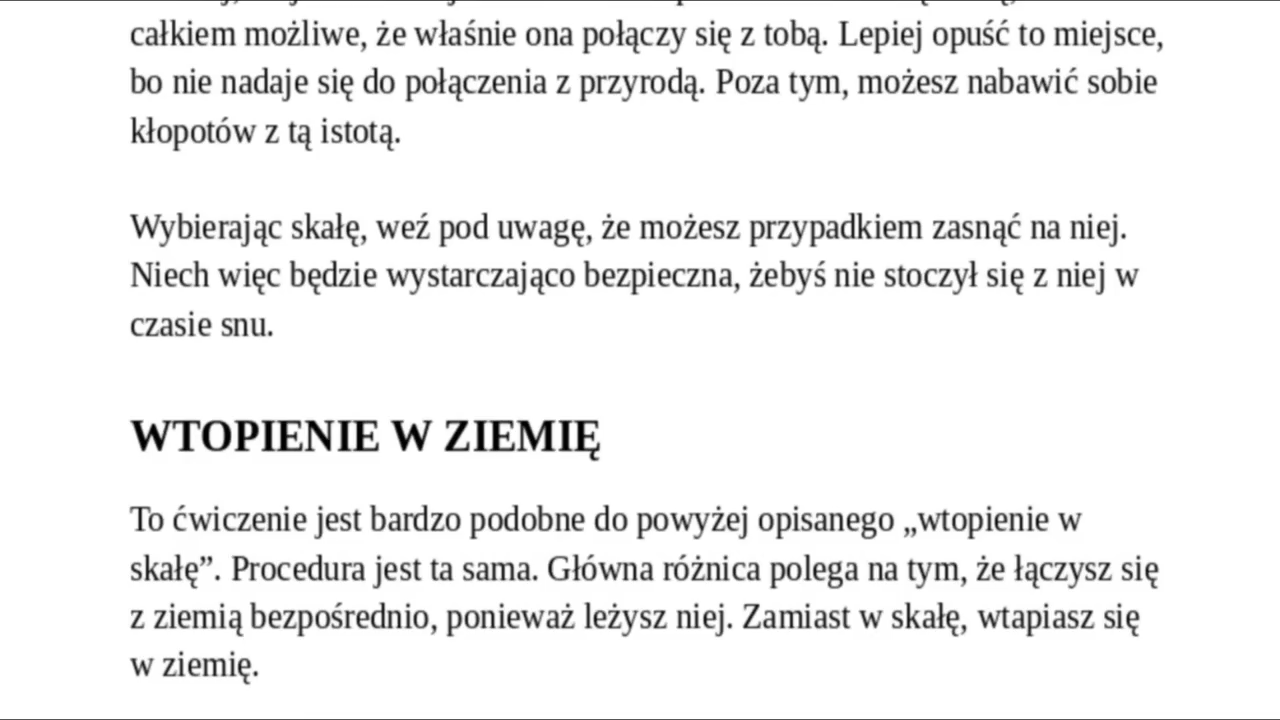 całkiem możliwe, że właśnie ona połączy się z tobą. Lepiej opuść to miejsce,
bo nie nadaje się do połączenia z przyrodą. Poza tym, możesz nabawić sobie
kłopotów z tą istotą.
Wybierając skałę, weź pod uwagę, że możesz przypadkiem zasnąć na niej.
Niech więc będzie wystarczająco bezpieczna, żebyś nie stoczył się z niej w
czasie snu.
WTOPIENIE W ZIEMIĘ
To ćwiczenie jest bardzo podobne do powyżej opisanego „wtopienie w
skałę”. Procedura jest ta sama. Główna różnica polega na tym, że łączysz się
z ziemią bezpośrednio, ponieważ leżysz niej. Zamiast w skałę, wtapiasz się
w ziemię.